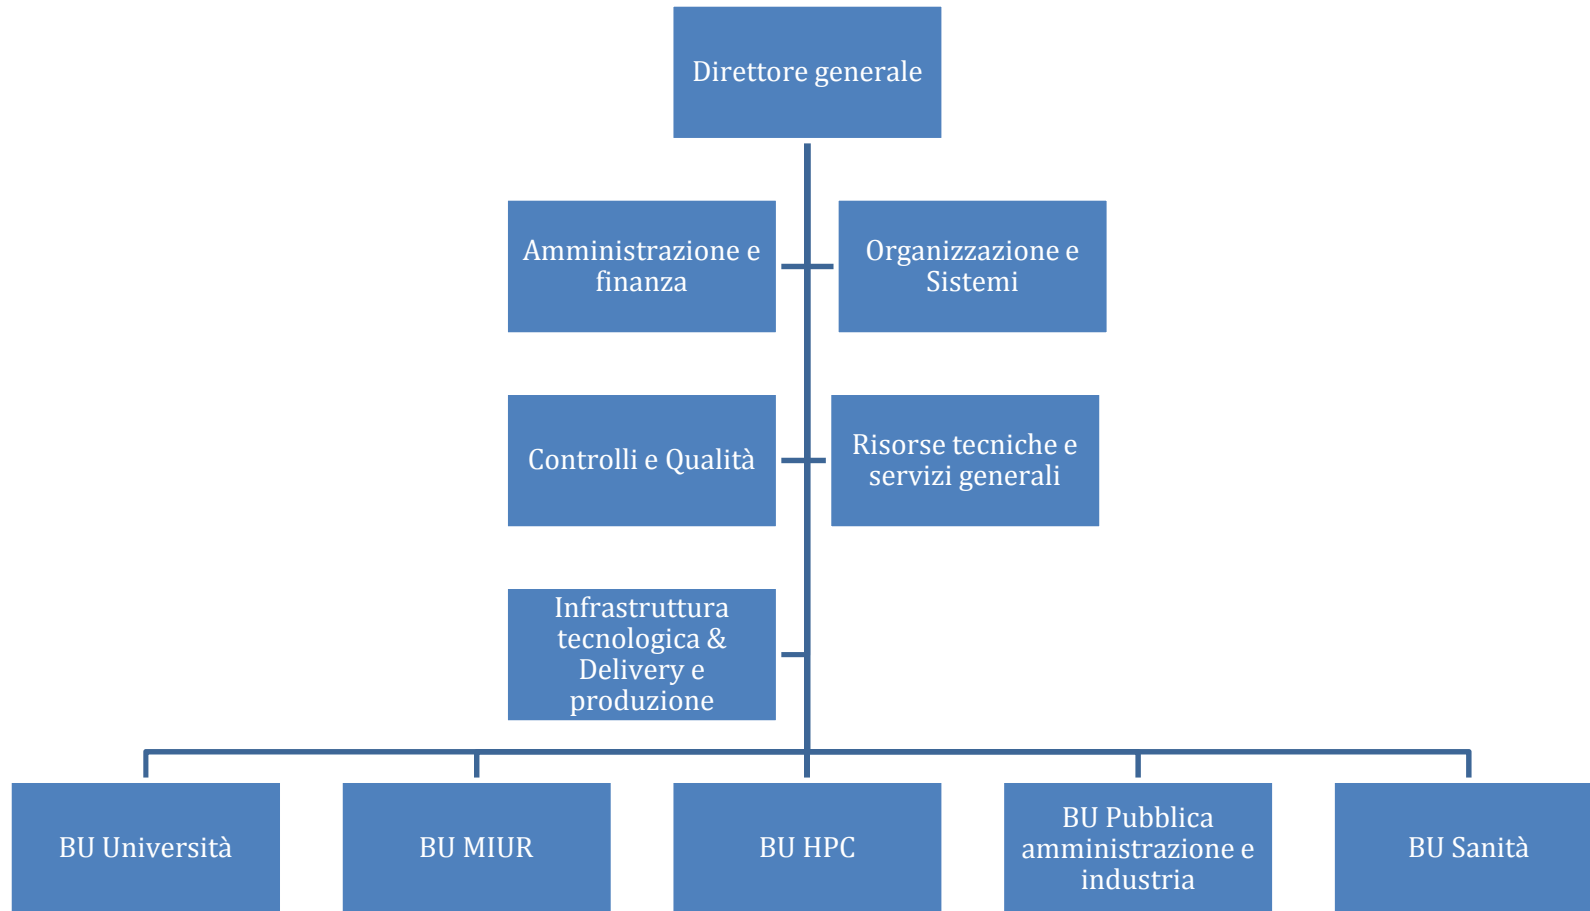 Direttore generale
Amministrazione e
finanza
Organizzazione e
Sistemi
Controlli e Qualità
Risorse tecniche e
servizi generali
Infrastruttura
tecnologica &
Delivery e
produzione
BU Università
BU MIUR
BU HPC
BU Pubblica
amministrazione e
industria
BU Sanità